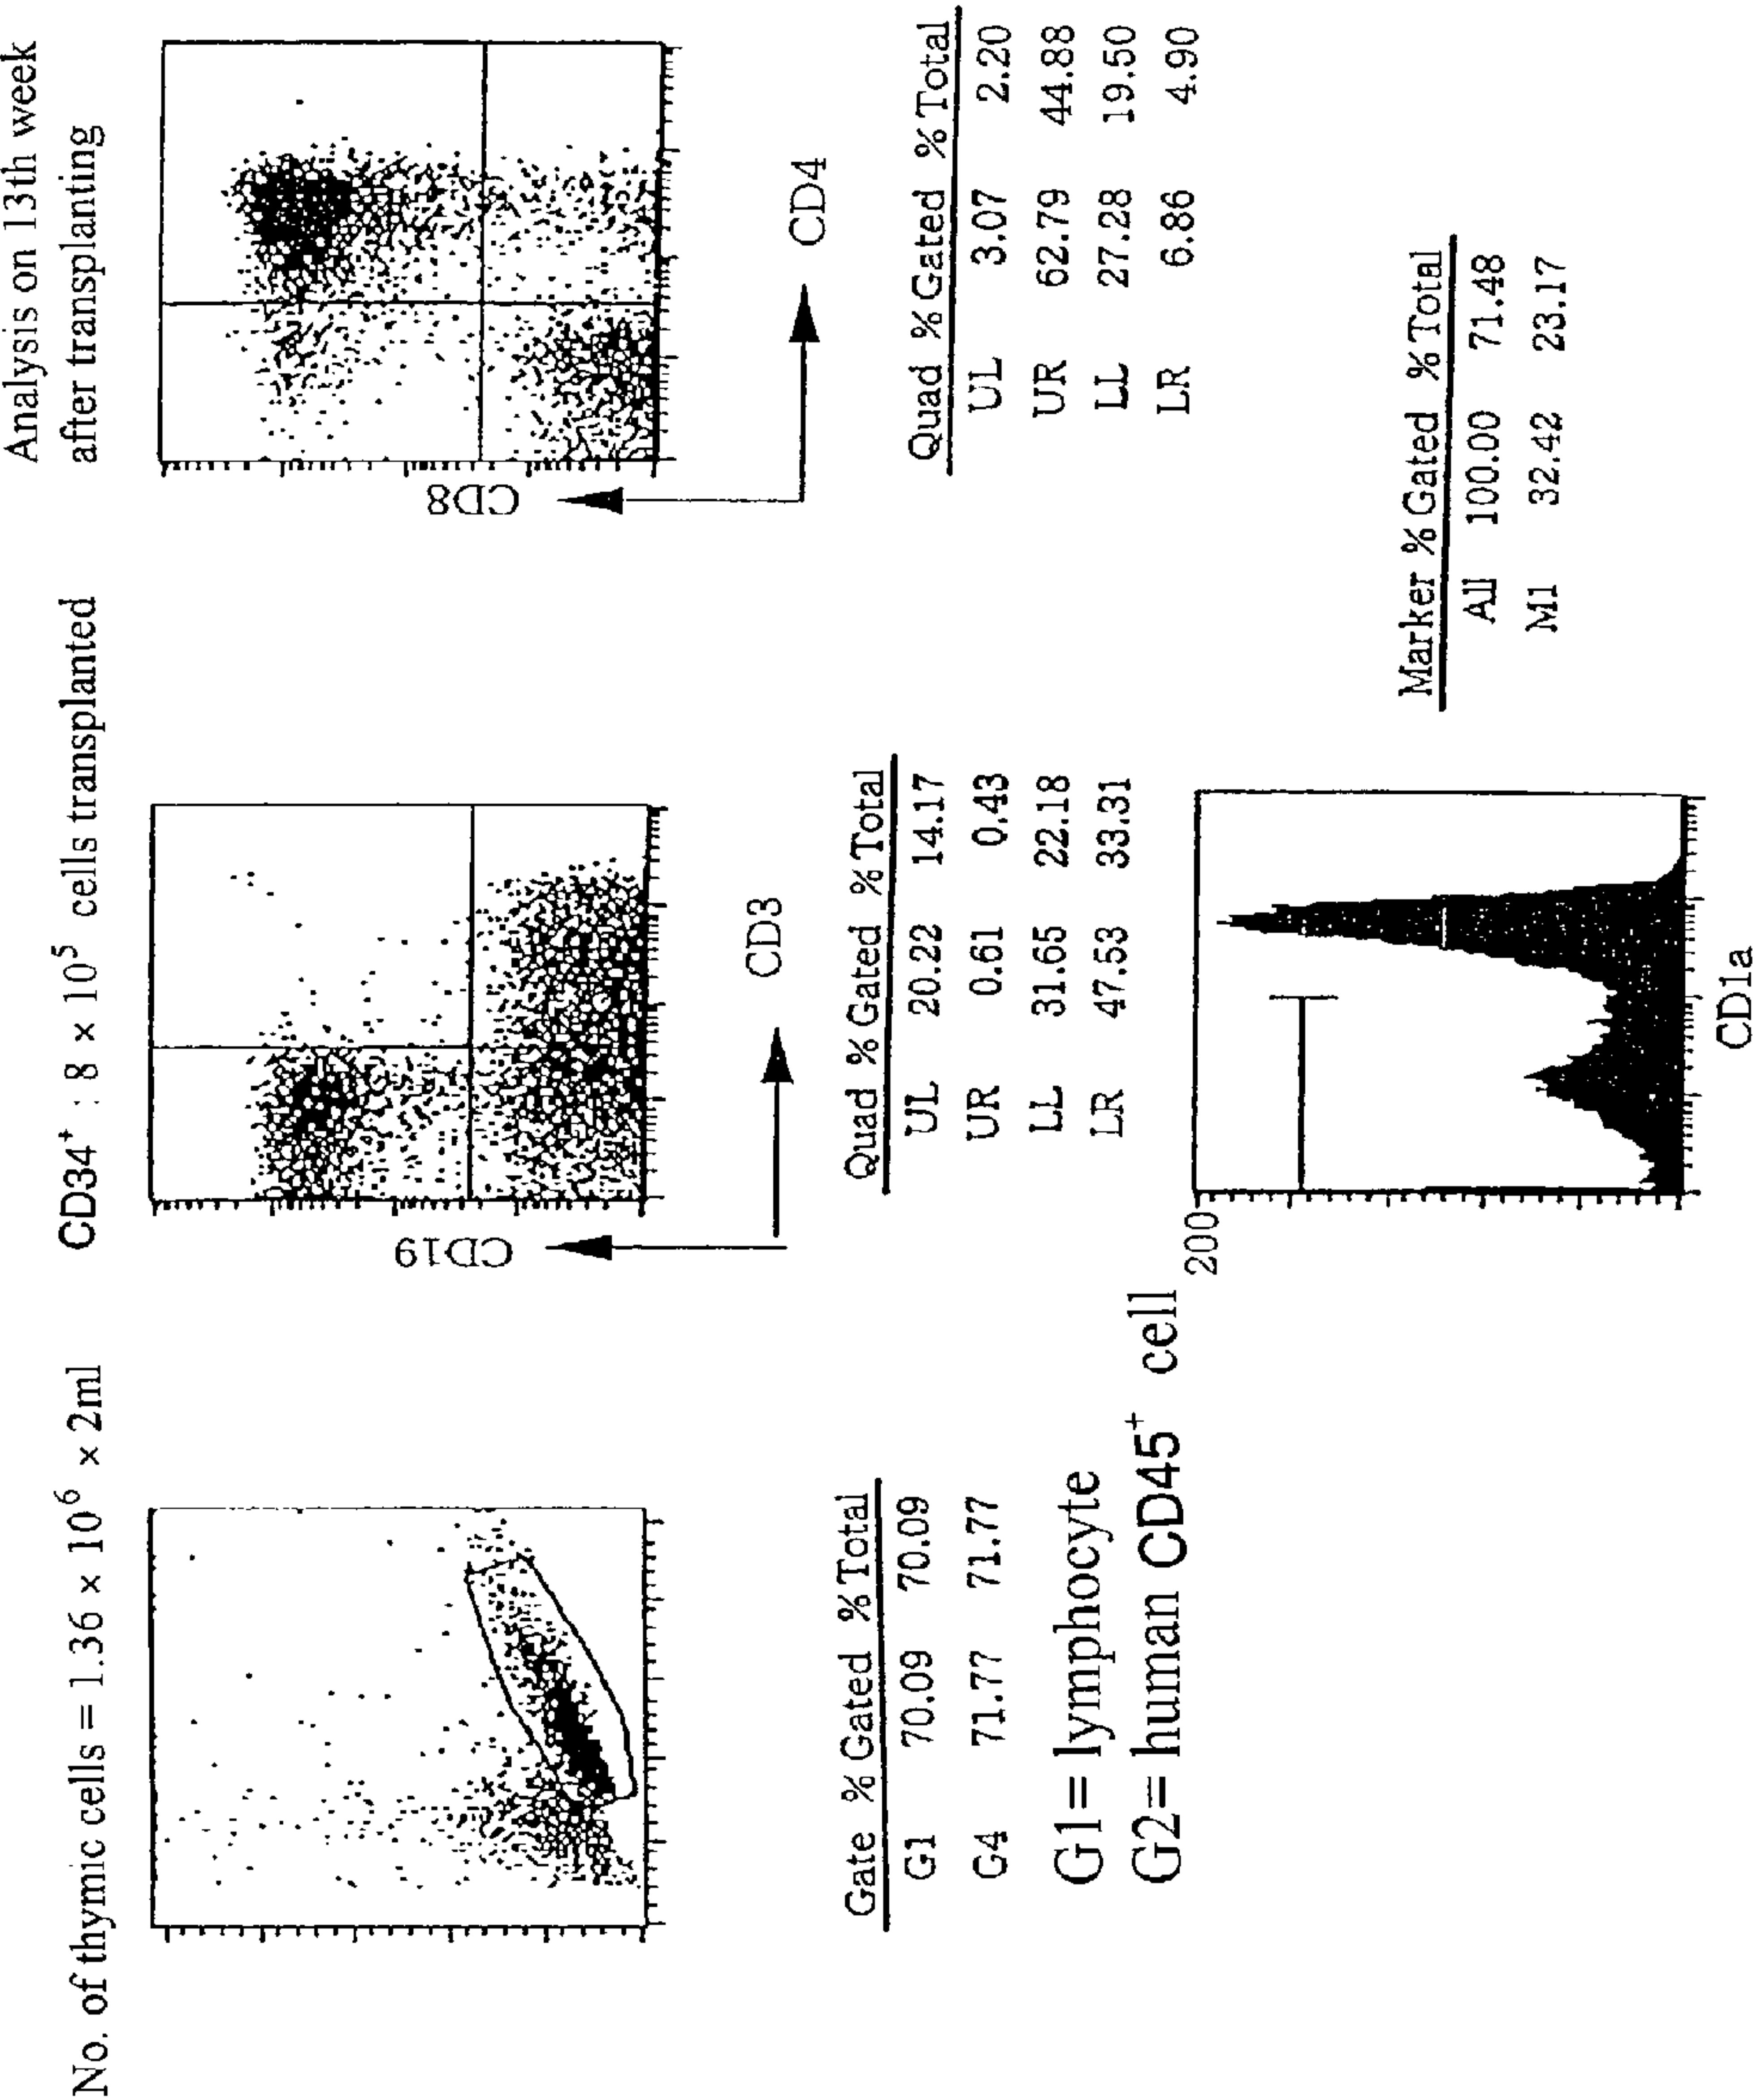 No. of thymic cells = 1.36 × 10⁶ × 2ml
CD34⁺ : 8 × 10⁵ cells transplanted
Analysis on 13th week
after transplanting
Gate % Gated % Total
G1 70.09 70.09
G4 71.77 71.77
G1= lymphocyte
G2= human CD45⁺ cell
CD19
CD3
Quad % Gated % Total
UL 20.22 14.17
UR 0.61 0.43
LL 31.65 22.18
LR 47.53 33.31
CD8
CD4
Quad % Gated % Total
UL 3.07 2.20
UR 62.79 44.88
LL 27.28 19.50
LR 6.86 4.90
200
CD1a
Marker % Gated % Total
All 100.00 71.48
M1 32.42 23.17